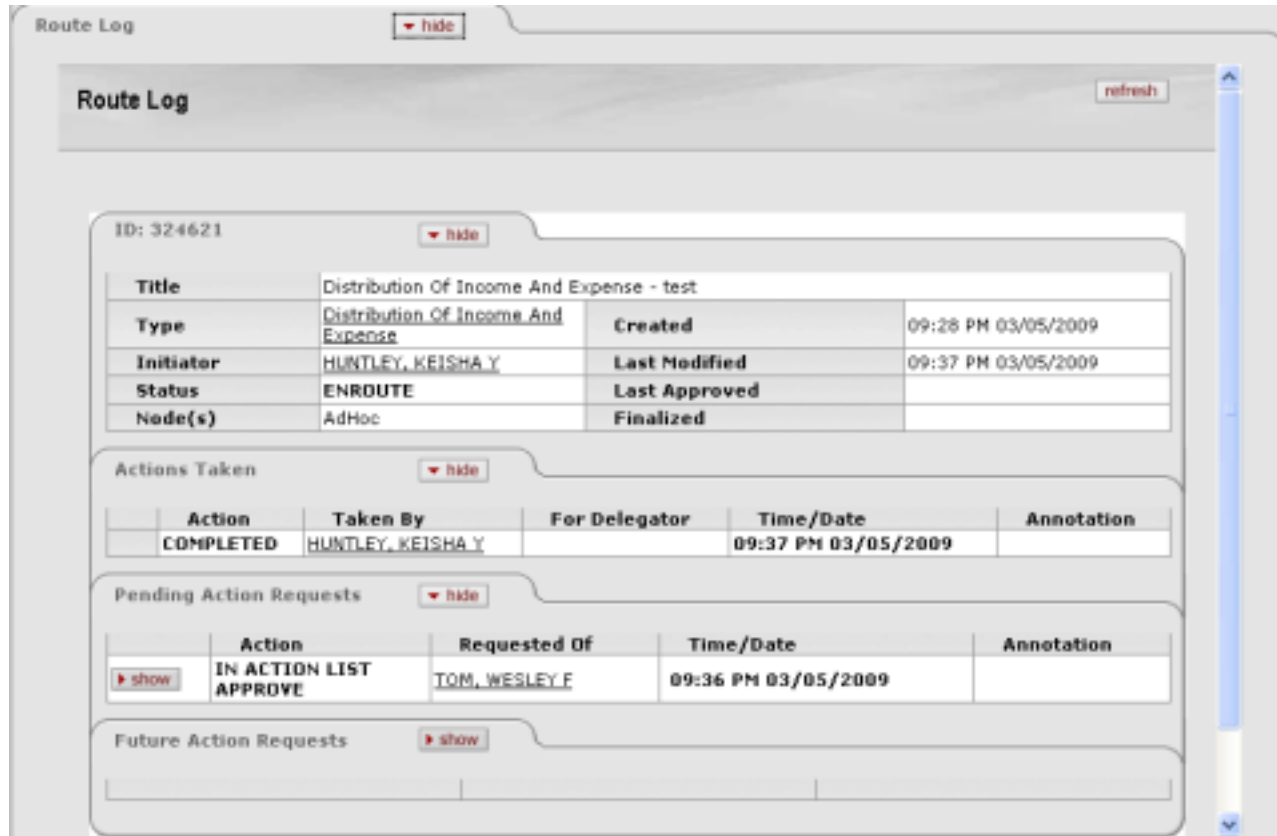 Route Log hide
Route Log refresh
ID: 324621 hide
Title Distribution Of Income And Expense - test
Type Distribution Of Income And Expense Created 09:28 PM 03/05/2009
Initiator HUNTLEY, KEISHA Y Last Modified 09:37 PM 03/05/2009
Status ENROUTE Last Approved
Node(s) AdHoc Finalized
Actions Taken hide
Action Taken By For Delegator Time/Date Annotation
COMPLETED HUNTLEY, KEISHA Y 09:37 PM 03/05/2009
Pending Action Requests hide
Action Requested Of Time/Date Annotation
show IN ACTION LIST APPROVE TOM, WESLEY F 09:36 PM 03/05/2009
Future Action Requests show